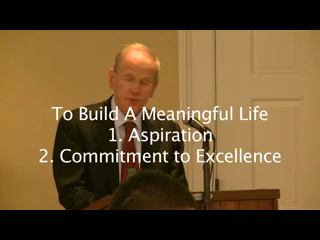 To Build A Meaningful Life
1. Aspiration
2. Commitment to Excellence